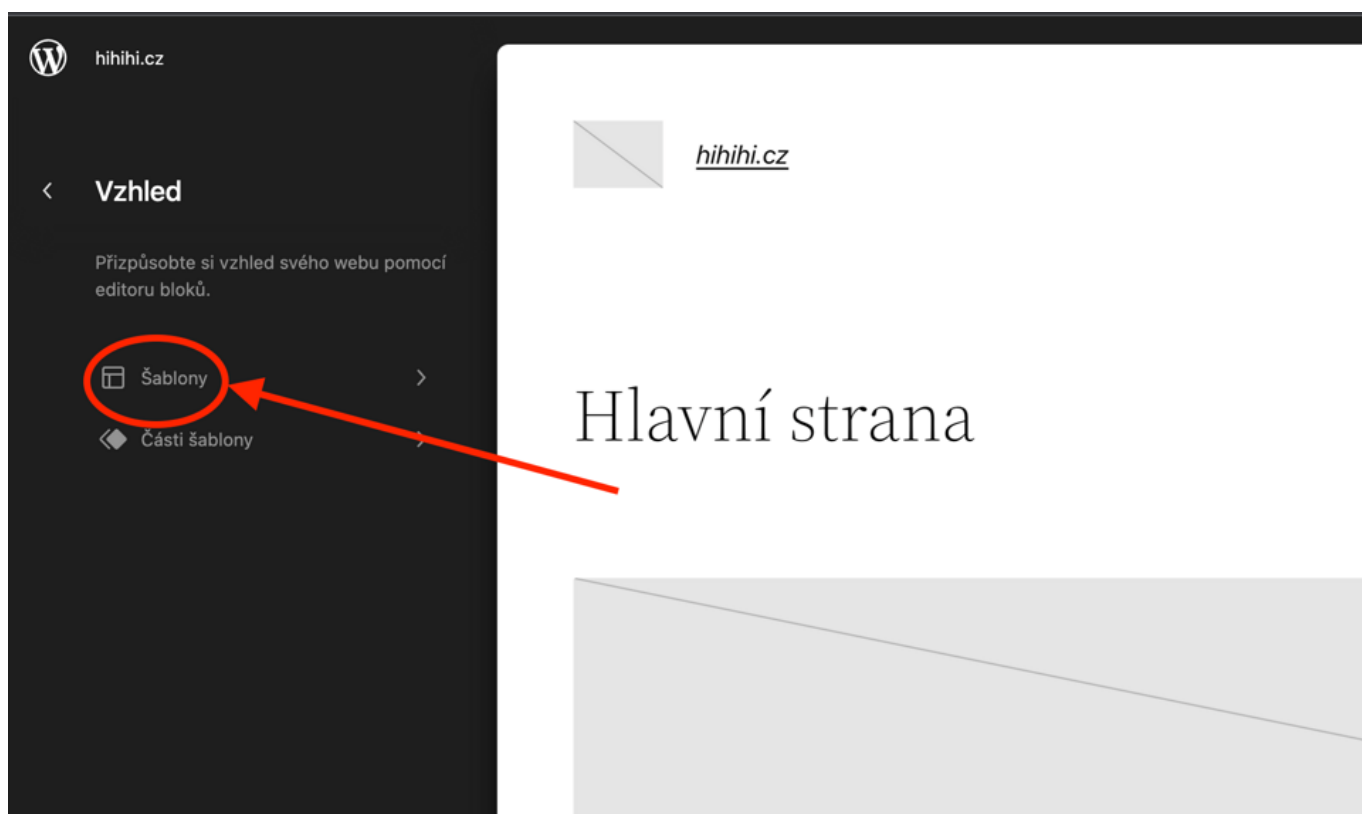 hihihi.cz
Vzhled
Přizpůsobte si vzhled svého webu pomocí
editoru bloků.
Šablony
Části šablony
hihihi.cz
Hlavní strana